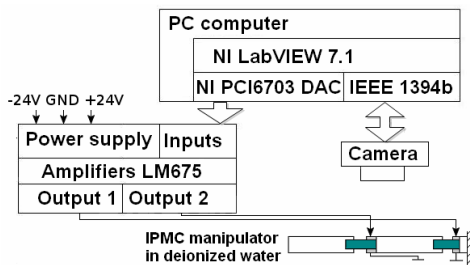 PC computer
NI LabVIEW 7.1
NI PCI6703 DAC IEEE 1394b
-24V GND +24V
Power supply Inputs
Camera
Amplifiers LM675
Output 1 Output 2
IPMC manipulator
in deionized water